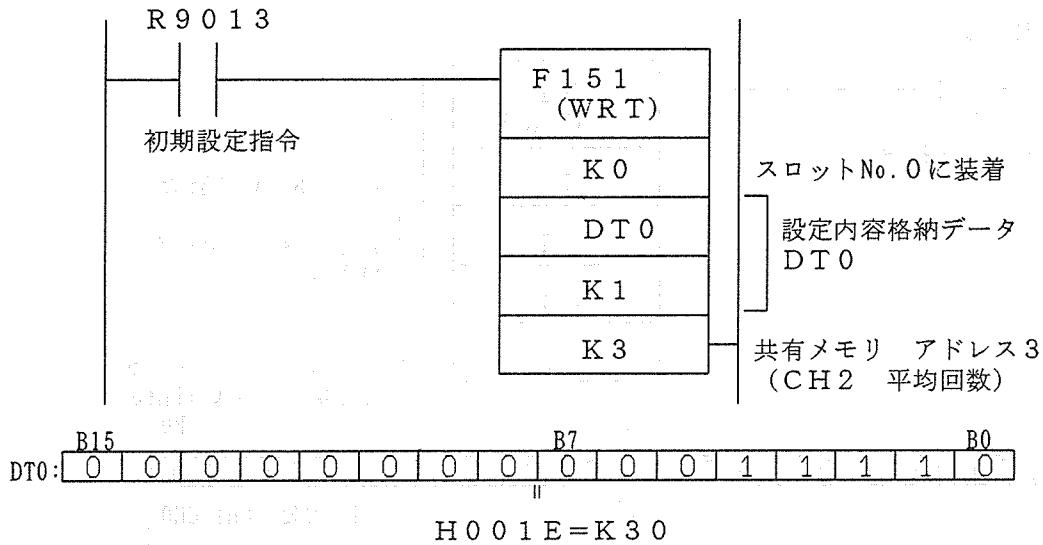 R9013
F151
(WRT)
初期設定指令
K0
スロットNo.0に装着
DT0
設定内容格納データ
DT0
K1
K3
共有メモリ アドレス3
(CH2 平均回数)
B15 B7 B0
DT0: 0 0 0 0 0 0 0 0 0 0 0 1 1 1 1 0
=
H001E=K30